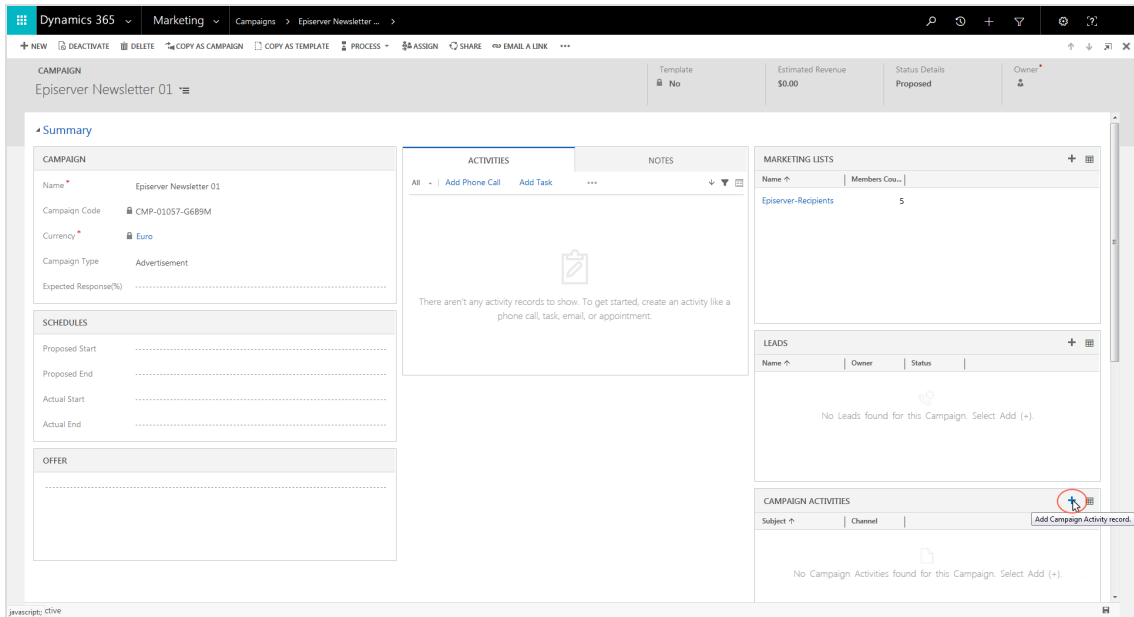 Dynamics 365 Marketing Campaigns > Episerver Newsletter ... >
+ NEW DEACTIVATE DELETE COPY AS CAMPAIGN COPY AS TEMPLATE PROCESS ASSIGN SHARE EMAIL A LINK ...
CAMPAIGN
Episerver Newsletter 01
Template
No
Estimated Revenue
$0.00
Status Details
Proposed
Owner*
Summary
CAMPAIGN
Name* Episerver Newsletter 01
Campaign Code CMP-01057-G6B9M
Currency* Euro
Campaign Type Advertisement
Expected Response(%)
SCHEDULES
Proposed Start
Proposed End
Actual Start
Actual End
OFFER
ACTIVITIES NOTES
All Add Phone Call Add Task ...
There aren't any activity records to show. To get started, create an activity like a
phone call, task, email, or appointment.
MARKETING LISTS
Name ↑ Members Cou...
Episerver-Recipients 5
LEADS
Name ↑ Owner Status
No Leads found for this Campaign. Select Add (+).
CAMPAIGN ACTIVITIES
Add Campaign Activity record.
Subject ↑ Channel
No Campaign Activities found for this Campaign. Select Add (+).
javascript:; ctive